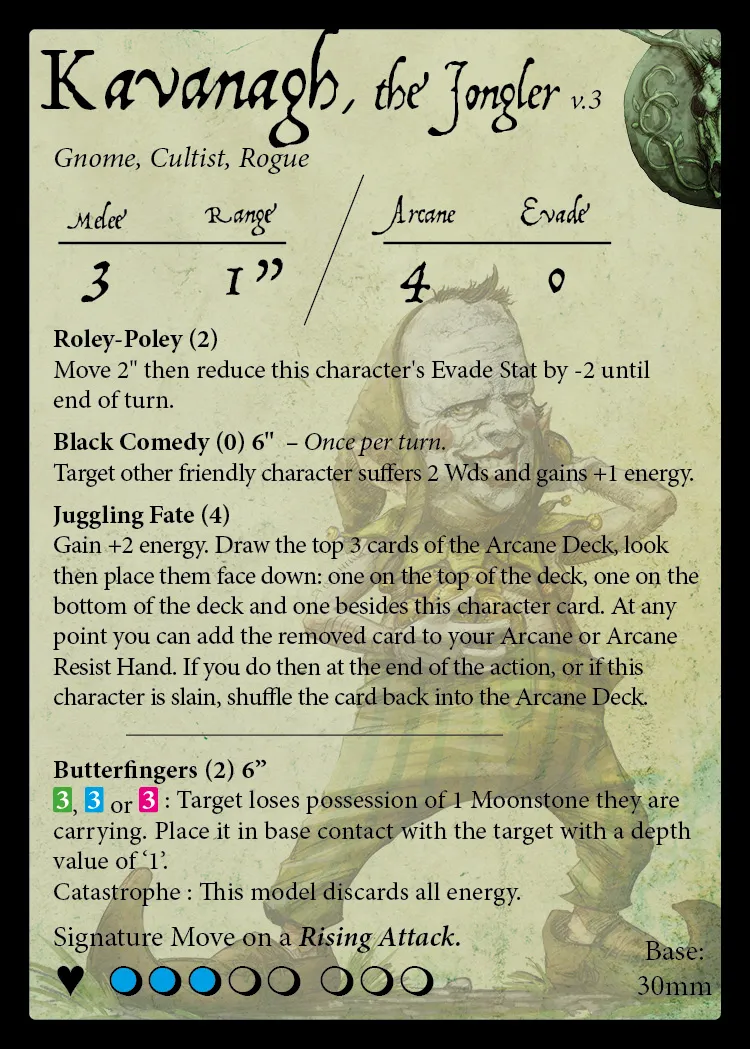 Kavanagh, the Jongler v.3
Gnome, Cultist, Rogue
Melee Range Arcane Evade
3 1” 4 0
Roley-Poley (2)
Move 2" then reduce this character's Evade Stat by -2 until
end of turn.
Black Comedy (0) 6" – Once per turn.
Target other friendly character suffers 2 Wds and gains +1 energy.
Juggling Fate (4)
Gain +2 energy. Draw the top 3 cards of the Arcane Deck, look
then place them face down: one on the top of the deck, one on the
bottom of the deck and one besides this character card. At any
point you can add the removed card to your Arcane or Arcane
Resist Hand. If you do then at the end of the action, or if this
character is slain, shuffle the card back into the Arcane Deck.
Butterfingers (2) 6”
3, 3 or 3 : Target loses possession of 1 Moonstone they are
carrying. Place it in base contact with the target with a depth
value of ‘1’.
Catastrophe : This model discards all energy.
Signature Move on a Rising Attack.
Base:
30mm